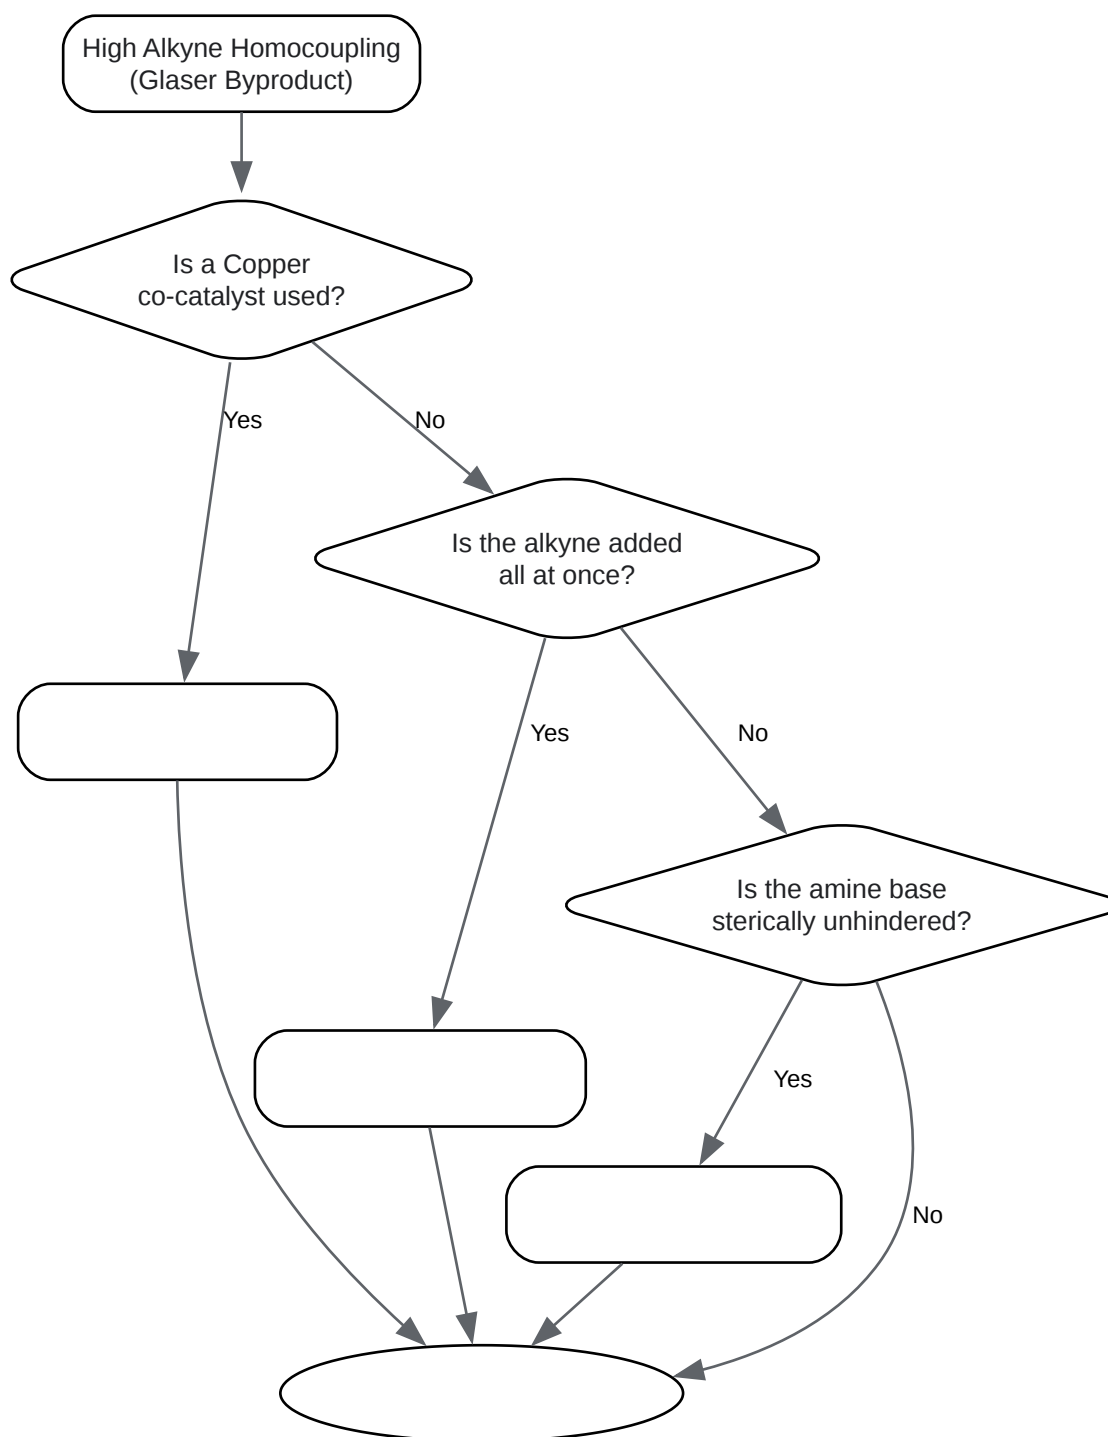 High Alkyne Homocoupling
(Glaser Byproduct)
Is a Copper
co-catalyst used?
Yes
No
Is the alkyne added
all at once?
Yes
No
Is the amine base
sterically unhindered?
Yes
No